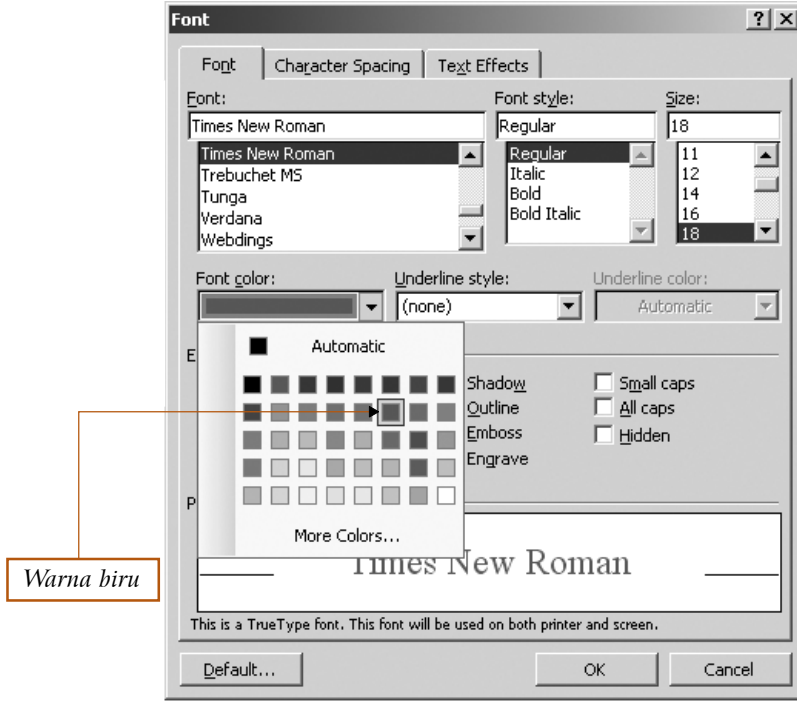 Font
Font Character Spacing Text Effects
Font: Font style: Size:
Times New Roman Regular 18
Times New Roman Regular 11
Trebuchet MS Italic 12
Tunga Bold 14
Verdana Bold Italic 16
Webdings 18
Font color: Underline style: Underline color:
(none) Automatic
Automatic
E
Shadow Small caps
Outline All caps
Emboss Hidden
Engrave
P
More Colors...
Times New Roman
Warna biru
This is a TrueType font. This font will be used on both printer and screen.
Default... OK Cancel